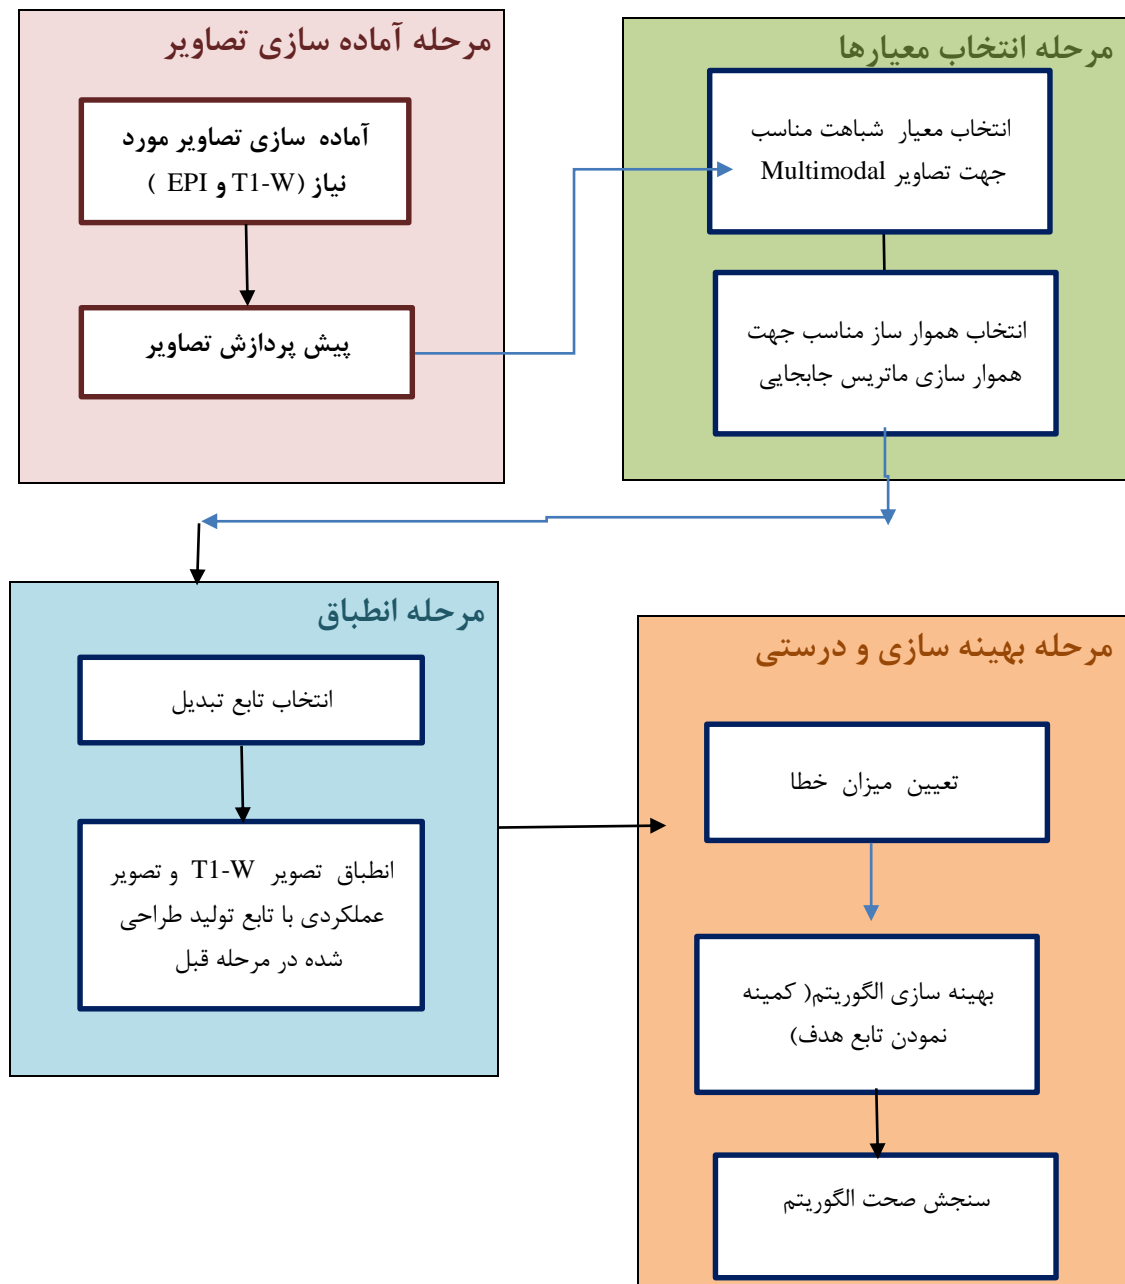 مرحله آماده سازی تصاویر
آماده سازی تصاویر مورد
نیاز (T1-W و EPI )
پیش پردازش تصاویر
مرحله انتخاب معیارها
انتخاب معیار شباهت مناسب
جهت تصاویر Multimodal
انتخاب هموار ساز مناسب جهت
هموار سازی ماتریس جابجایی
مرحله انطباق
انتخاب تابع تبدیل
انطباق تصویر T1-W و تصویر
عملکردی با تابع تولید طراحی
شده در مرحله قبل
مرحله بهینه سازی و درستی
تعیین میزان خطا
بهینه سازی الگوریتم( کمینه
نمودن تابع هدف)
سنجش صحت الگوریتم